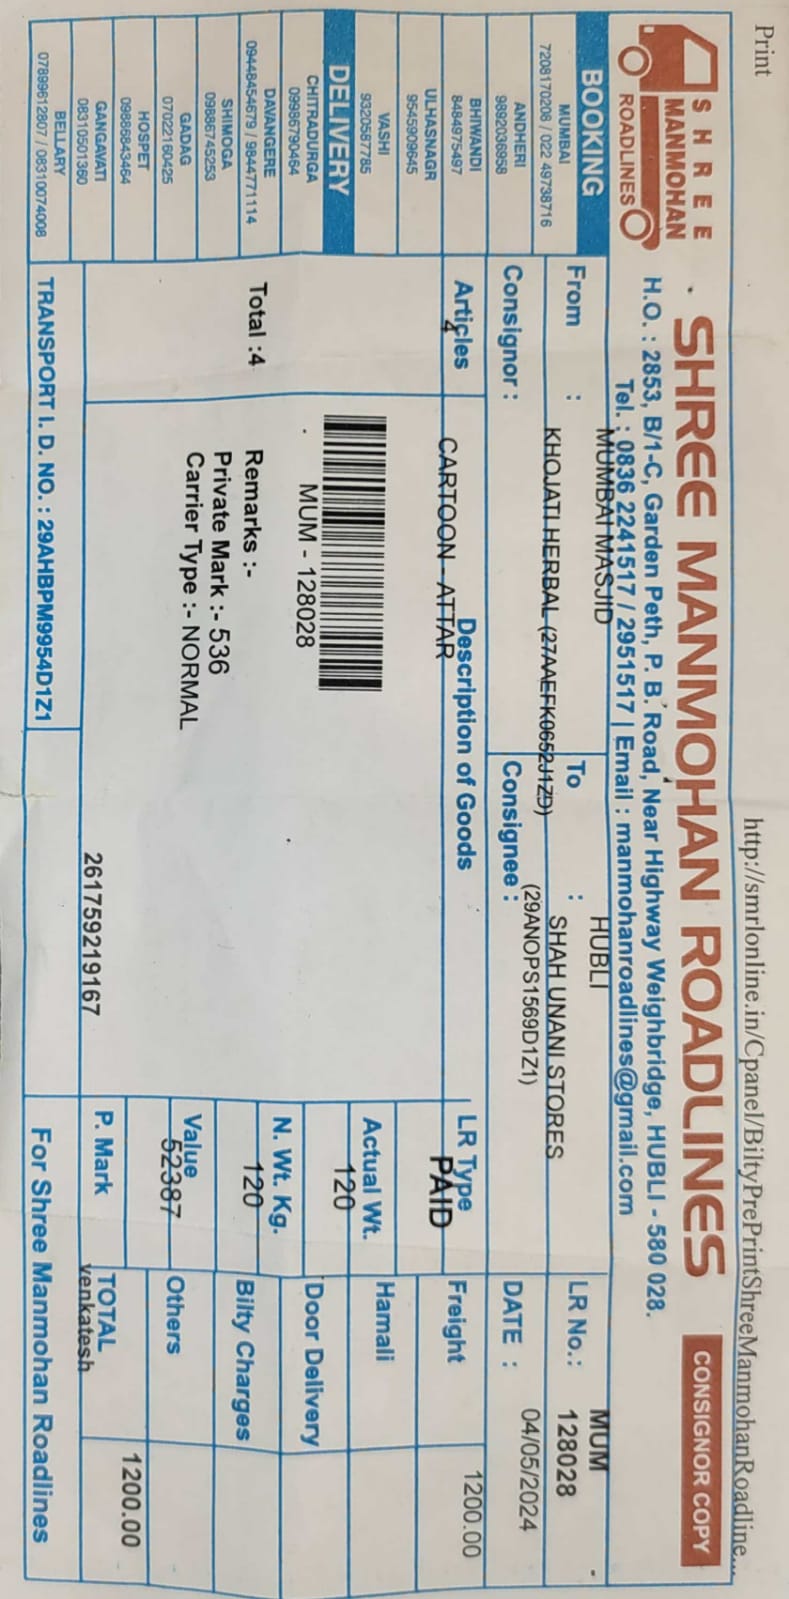 Print
http://smrlonline.in/Cpanel/BiltyPrePrintShreeManmohanRoadline...
SHREE
MANMOHAN
ROADLINES
SHREE MANMOHAN ROADLINES
CONSIGNOR COPY
H.O. : 2853, B/1-C, Garden Peth, P. B. Road, Near Highway Weighbridge, HUBLI - 580 028.
Tel. : 0836 2241517 / 2951517 | Email : manmohanroadlines@gmail.com
BOOKING
MUMBAI
7208170208 / 022 49738716
ANDHERI
9892036958
BHIWANDI
8484975497
ULHASNAGR
9545909645
VASHI
9320587785
DELIVERY
CHITRADURGA
09986790464
DAVANGERE
09448454679 / 9844771114
SHIMOGA
09886745253
GADAG
07022160425
HOSPET
09886843464
GANGAVATI
08310501360
BELLARY
07899612807 / 08310074008
From : MUMBAI MASJID
To : HUBLI
LR No.: MUM
128028
Consignor : KHOJATI HERBAL (27AAEFK0652J1ZD)
Consignee : SHAH UNANI STORES
(29ANOPS1569D1Z1)
DATE : 04/05/2024
Articles
4
Description of Goods
CARTOON - ATTAR
LR Type
PAID
Freight 1200.00
MUM - 128028
Actual Wt.
120
Hamali
N. Wt. Kg.
120
Door Delivery
Total :4
Remarks :-
Private Mark :- 536
Carrier Type :- NORMAL
Bilty Charges
Value
52387
Others
261759219167
P. Mark
TOTAL 1200.00
venkatesh
TRANSPORT I. D. NO. : 29AHBPM9954D1Z1
For Shree Manmohan Roadlines